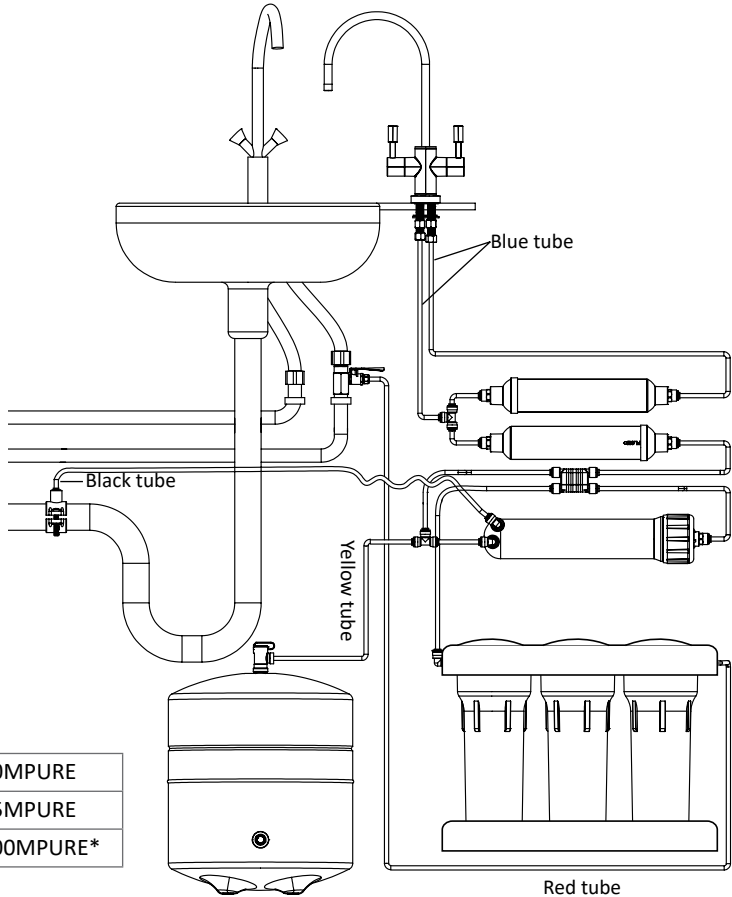 Blue tube
Black tube
Yellow tube
0MPURE
5MPURE
00MPURE*
Red tube